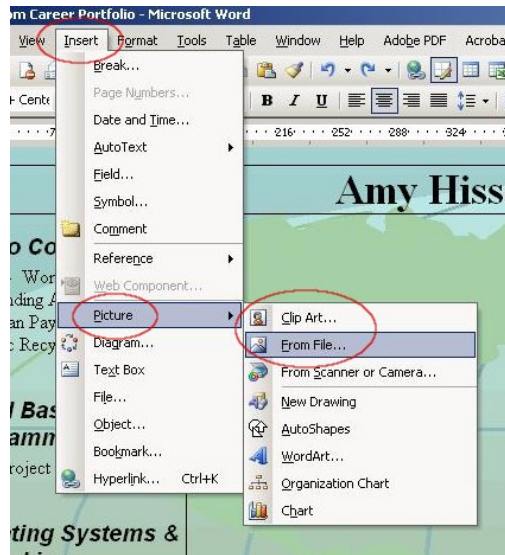 om Career Portfolio - Microsoft Word
View Insert Format Tools Table Window Help Adobe PDF Acroba
+ Cente B I U
216 252 288 324
Break...
Page Numbers...
Date and Time...
AutoText
Field...
Symbol...
Comment
Reference
Web Component...
Picture
Diagram...
Text Box
File...
Object...
Bookmark...
Hyperlink... Ctrl+K
Clip Art...
From File...
From Scanner or Camera...
New Drawing
AutoShapes
WordArt...
Organization Chart
Chart
Amy Hiss
o Co
Wor
nding A
an Pay
Recy
l Bas
amm
roject
ting Systems &